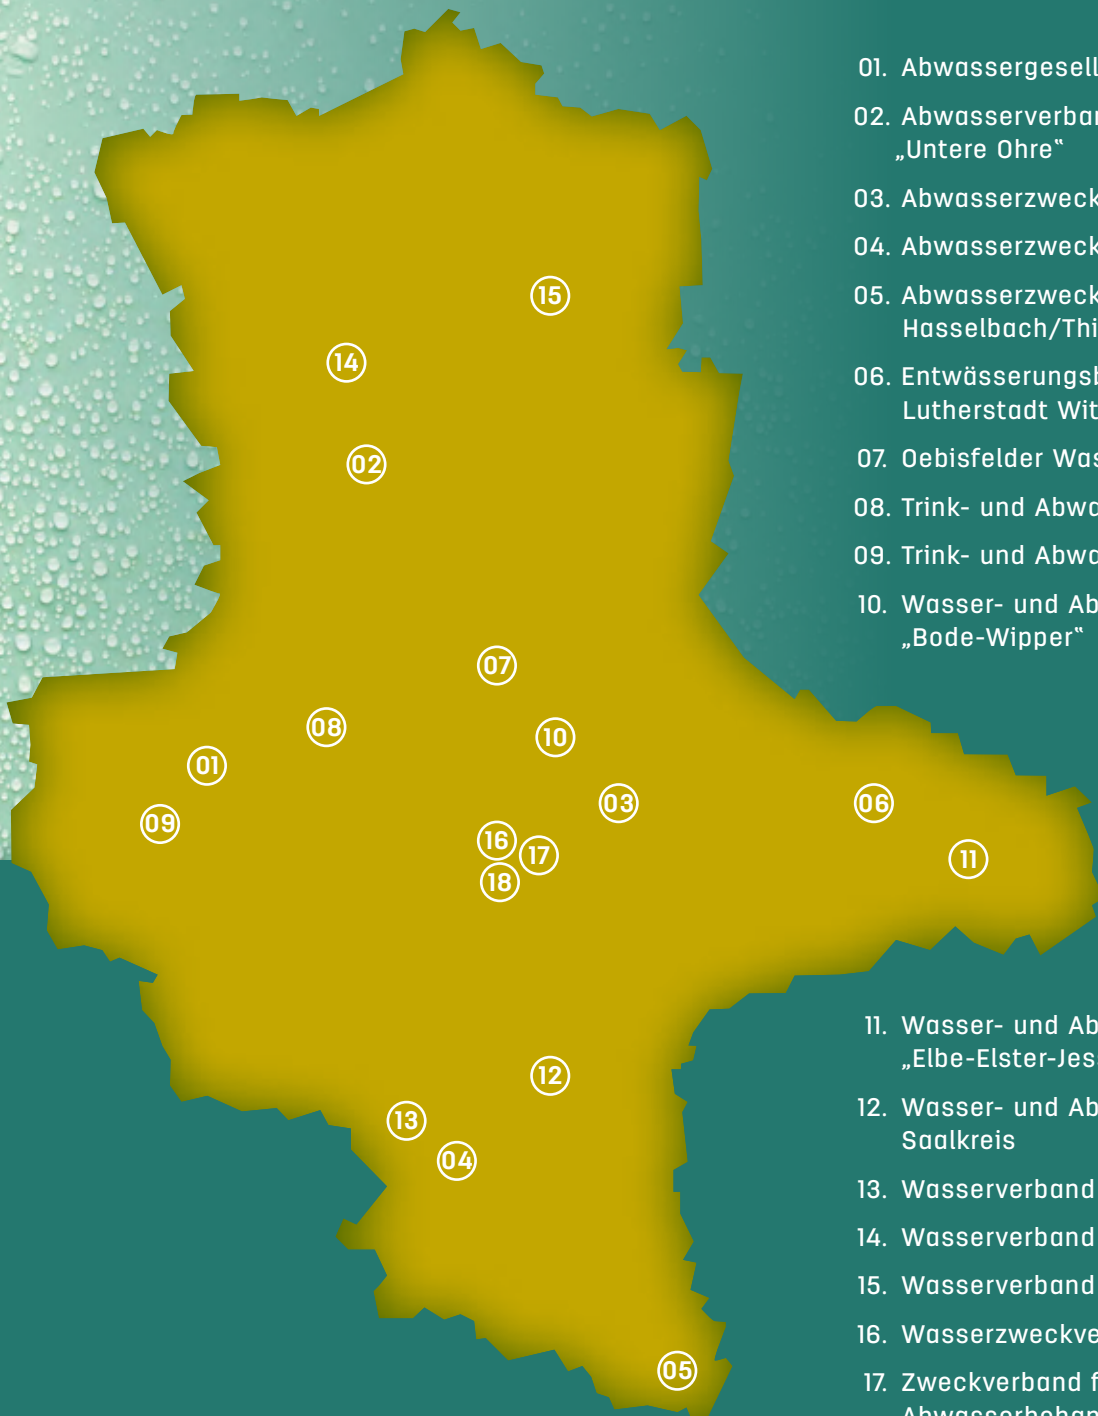 15
14
02
07
08
10
01
03
06
09
16
17
11
18
12
13
04
05
01. Abwassergesell
02. Abwasserverba
„Untere Ohre“
03. Abwasserzweck
04. Abwasserzweck
05. Abwasserzweck
Hasselbach/Thi
06. Entwässerungsb
Lutherstadt Wit
07. Oebisfelder Was
08. Trink- und Abwa
09. Trink- und Abwa
10. Wasser- und Ab
„Bode-Wipper“
11. Wasser- und Ab
„Elbe-Elster-Jes
12. Wasser- und Ab
Saalkreis
13. Wasserverband
14. Wasserverband
15. Wasserverband
16. Wasserzweckve
17. Zweckverband f
Abwasserbehan